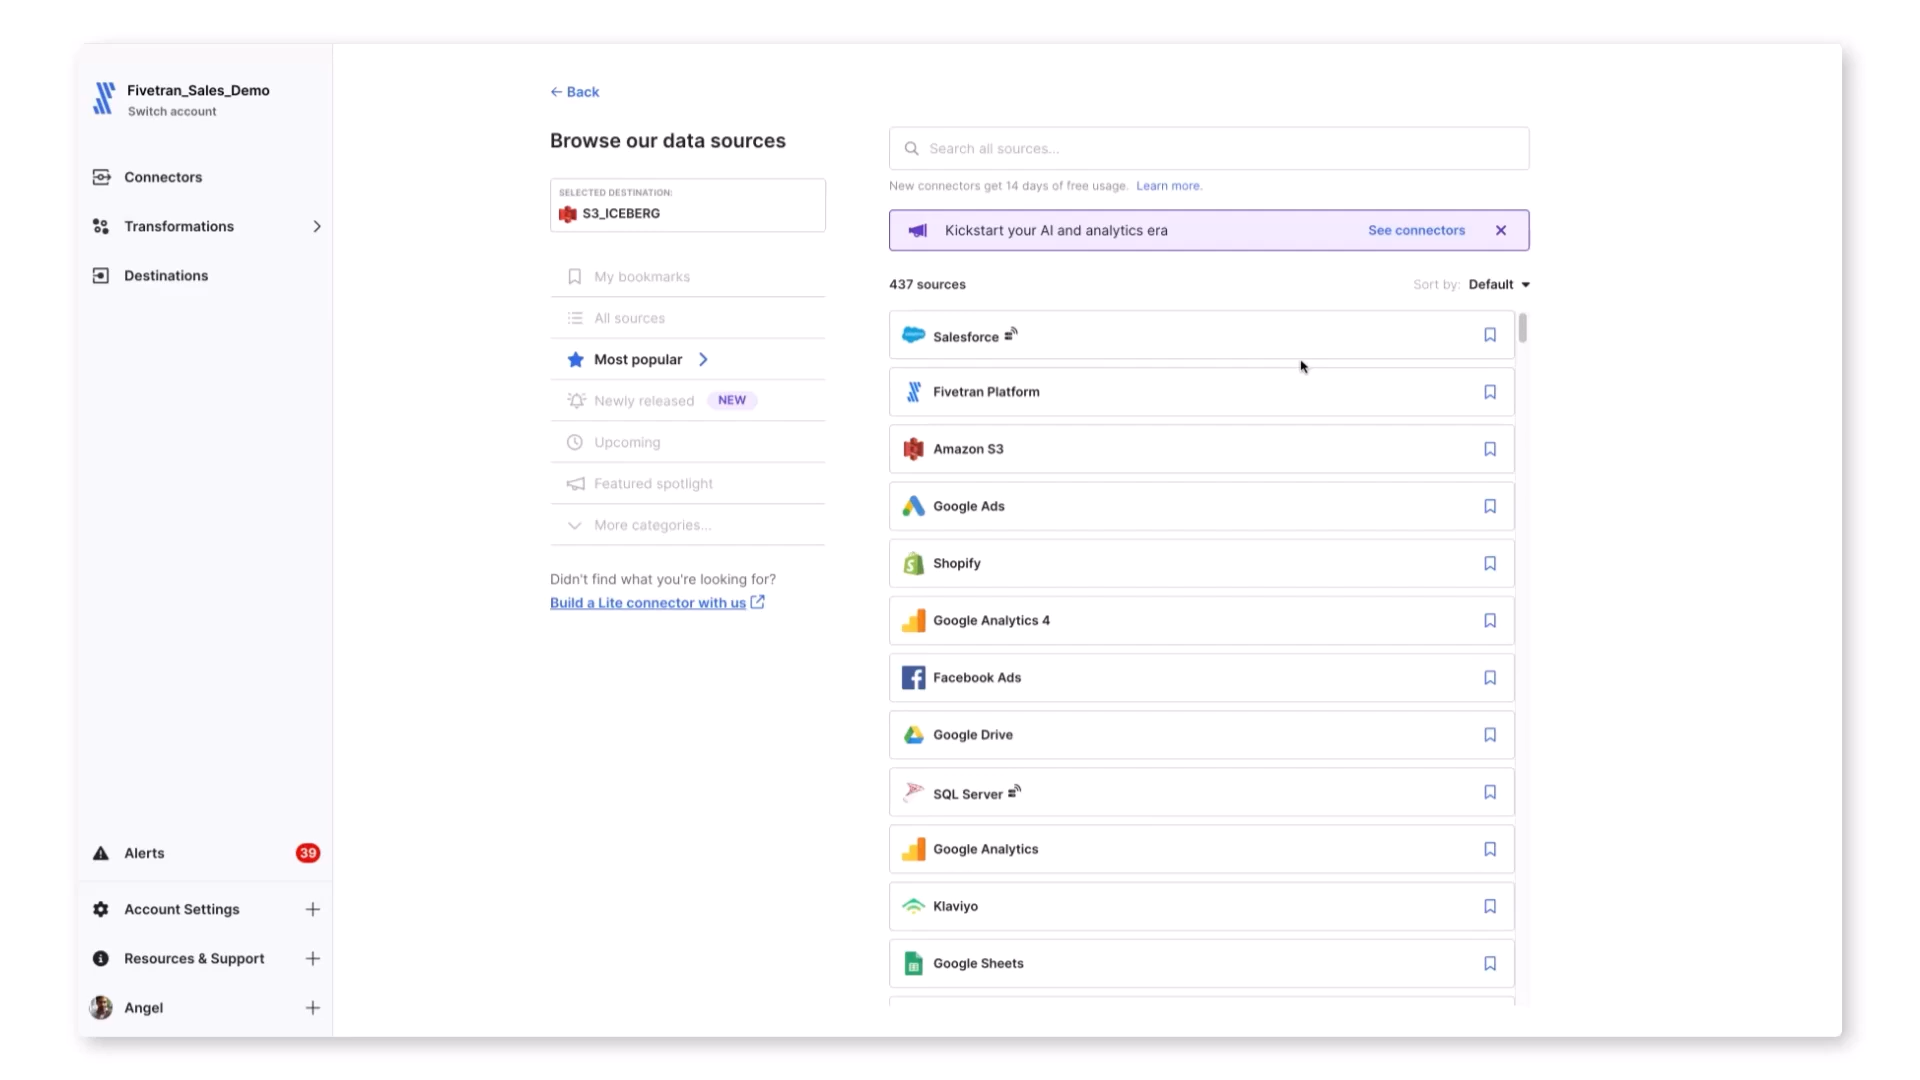 Fivetran_Sales_Demo
Switch account
Connectors
Transformations
Destinations
Alerts
39
Account Settings
Resources & Support
Angel
Back
Browse our data sources
SELECTED DESTINATION:
S3_ICEBERG
My bookmarks
All sources
Most popular
Newly released NEW
Upcoming
Featured spotlight
More categories...
Didn't find what you're looking for?
Build a Lite connector with us
Search all sources...
New connectors get 14 days of free usage. Learn more.
Kickstart your AI and analytics era
See connectors
437 sources
Sort by: Default
Salesforce
Fivetran Platform
Amazon S3
Google Ads
Shopify
Google Analytics 4
Facebook Ads
Google Drive
SQL Server
Google Analytics
Klaviyo
Google Sheets